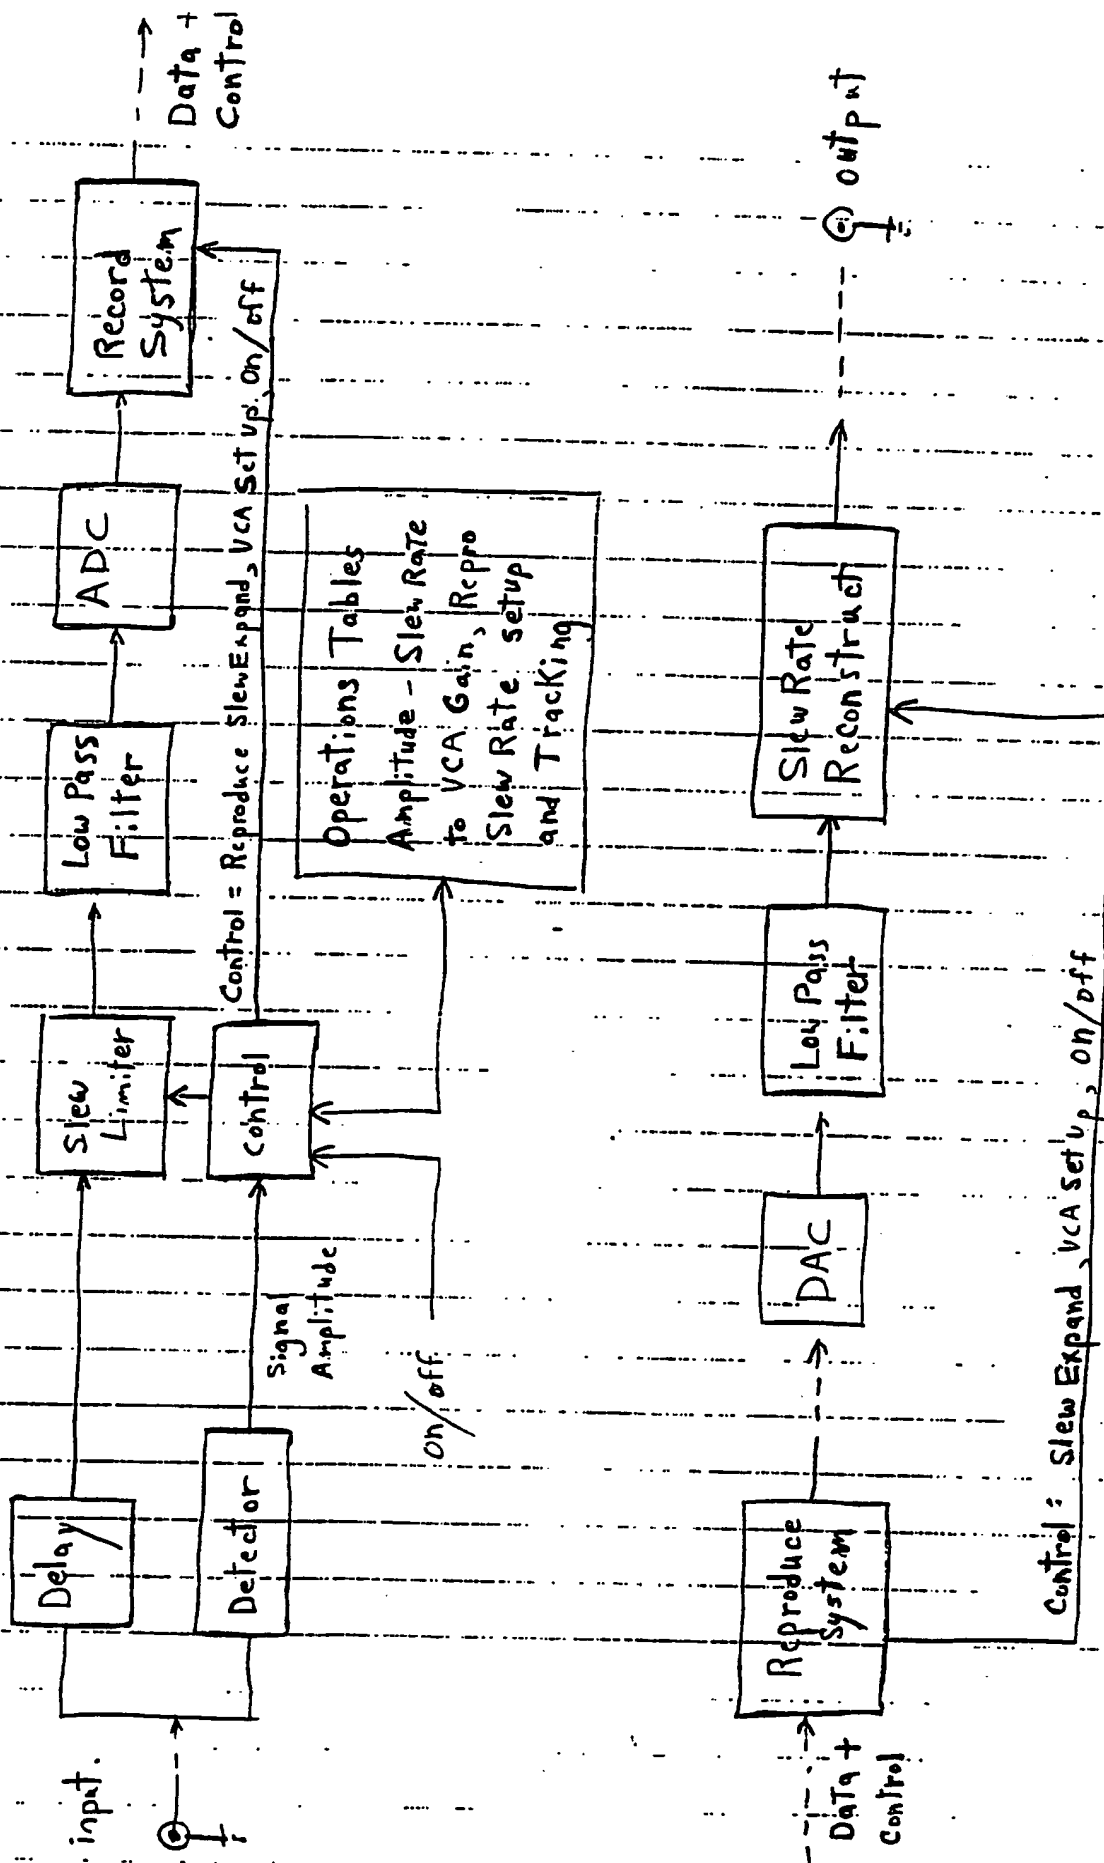 input.
Delay
Detector
Signal
Amplitude
on/off
Slew
Limiter
Control
Low Pass
Filter
ADC
Record
System
Data +
Control
Control = Reproduce Slew Expand, VCA Set up, On/off
Operations Tables
Amplitude - Slew Rate
to VCA Gain, Repro
Slew Rate setup
and Tracking
Data +
Control
Reproduce
System
DAC
Low Pass
Filter
Slew Rate
Reconstruct
output
Control: Slew Expand, VCA Set up, on/off